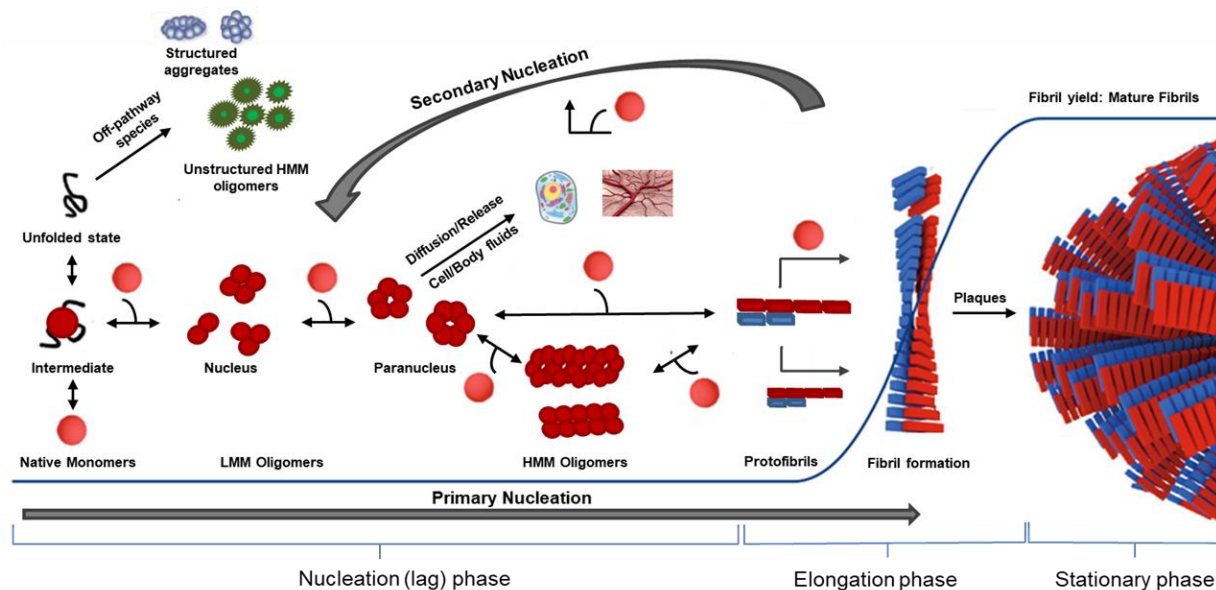 Structured
aggregates
Off-pathway
species
Unstructured HMM
oligomers
Secondary Nucleation
Fibril yield: Mature Fibrils
Unfolded state
Diffusion/Release
Cell/Body fluids
Plaques
Intermediate
Nucleus
Paranucleus
Native Monomers
LMM Oligomers
HMM Oligomers
Protofibrils
Fibril formation
Primary Nucleation
Nucleation (lag) phase
Elongation phase
Stationary phase